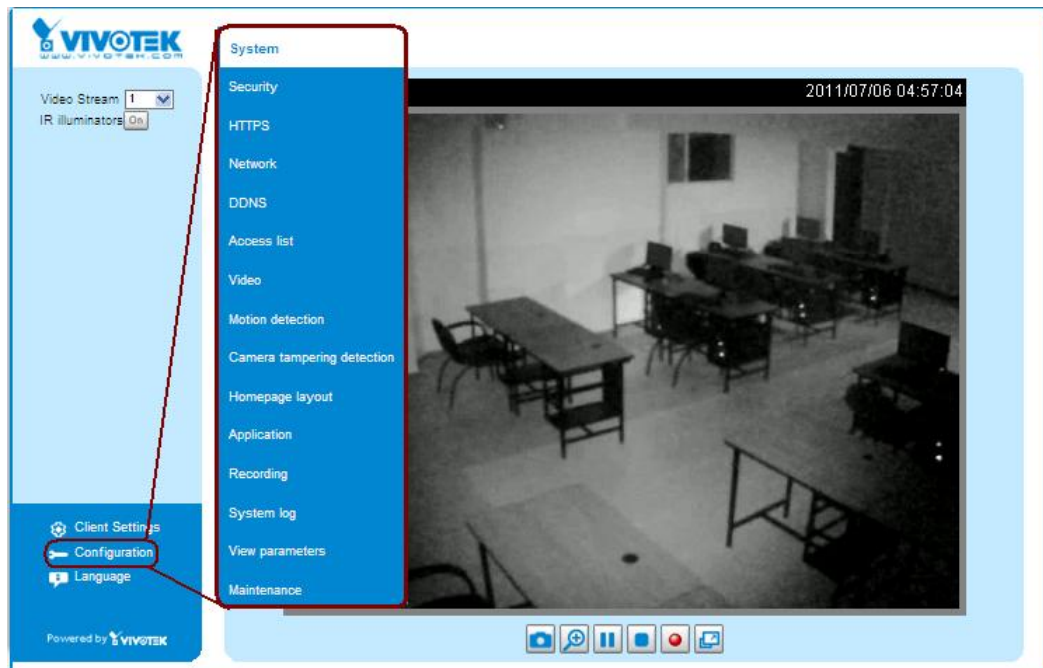 VIVOTEK
www.vivotek.com
Video Stream 1
IR illuminators On
System
Security
HTTPS
Network
DDNS
Access list
Video
Motion detection
Camera tampering detection
Homepage layout
Application
Recording
System log
View parameters
Maintenance
2011/07/06 04:57:04
Client Settings
Configuration
Language
Powered by VIVOTEK